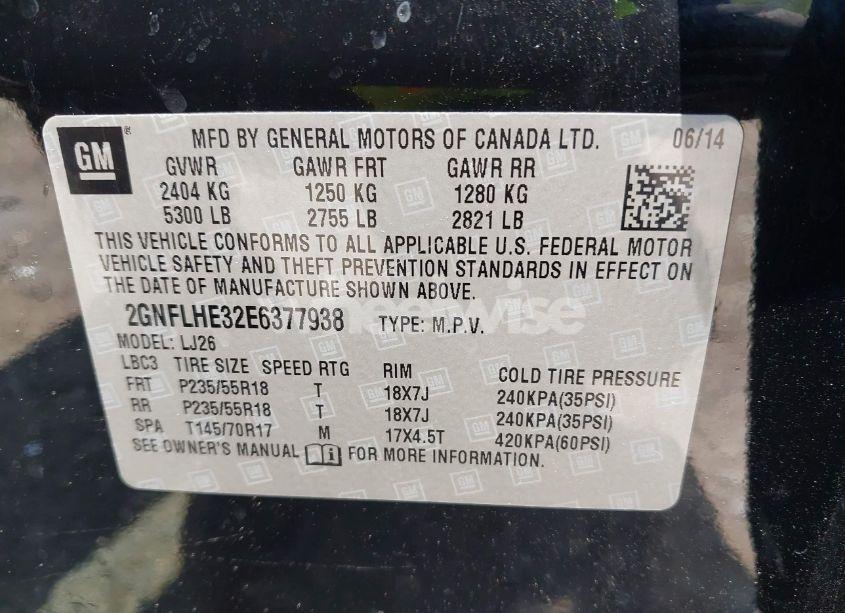 GM ® MFD BY GENERAL MOTORS OF CANADA LTD. 06/14
GVWR GAWR FRT GAWR RR
2404 KG 1250 KG 1280 KG
5300 LB 2755 LB 2821 LB
THIS VEHICLE CONFORMS TO ALL APPLICABLE U.S. FEDERAL MOTOR
VEHICLE SAFETY AND THEFT PREVENTION STANDARDS IN EFFECT ON
THE DATE OF MANUFACTURE SHOWN ABOVE.
2GNFLHE32E6377938 TYPE: M.P.V.
MODEL: LJ26
LBC3 TIRE SIZE SPEED RTG RIM COLD TIRE PRESSURE
FRT P235/55R18 T 18X7J 240KPA(35PSI)
RR P235/55R18 T 18X7J 240KPA(35PSI)
SPA T145/70R17 M 17X4.5T 420KPA(60PSI)
SEE OWNER'S MANUAL FOR MORE INFORMATION.